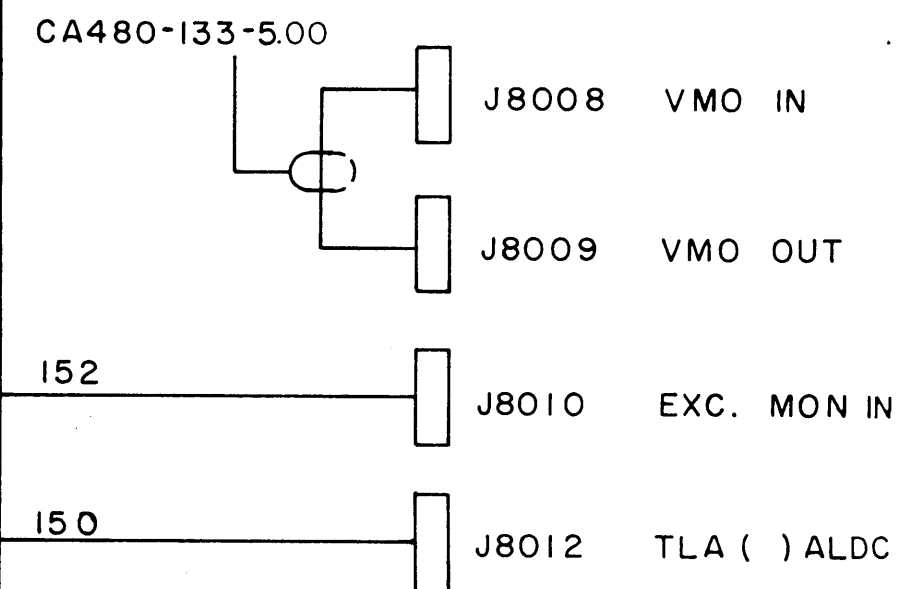 CA480-133-5.00
J8008 VMO IN
J8009 VMO OUT
152
J8010 EXC. MON IN
150
J8012 TLA ( ) ALDC